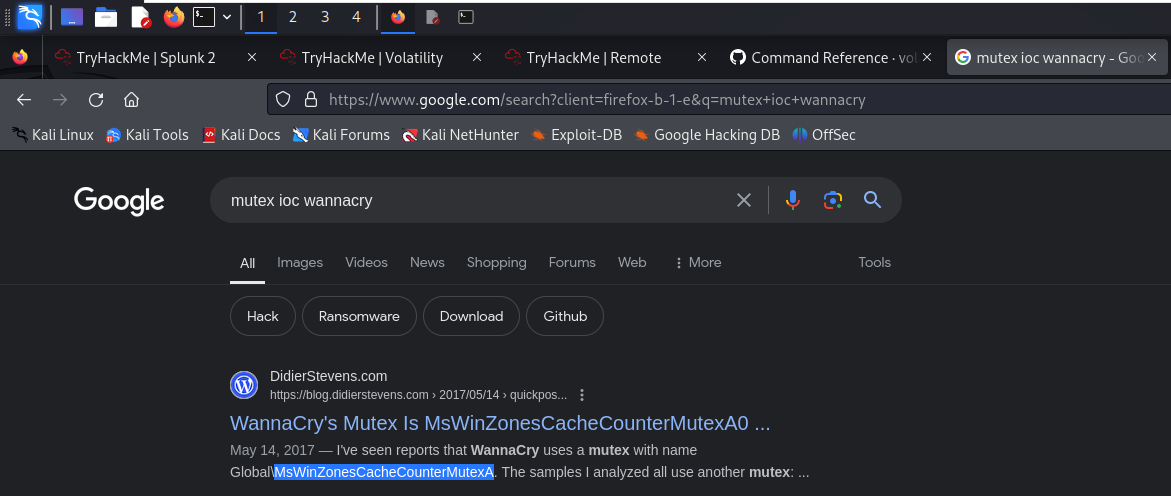 1 2 3 4
TryHackMe | Splunk 2 TryHackMe | Volatility TryHackMe | Remote Command Reference · vol mutex ioc wannacry - Goo
https://www.google.com/search?client=firefox-b-1-e&q=mutex+ioc+wannacry
Kali Linux Kali Tools Kali Docs Kali Forums Kali NetHunter Exploit-DB Google Hacking DB OffSec
Google mutex ioc wannacry
All Images Videos News Shopping Forums Web More Tools
Hack Ransomware Download Github
DidierStevens.com
https://blog.didierstevens.com › 2017/05/14 › quickpos...
WannaCry's Mutex Is MsWinZonesCacheCounterMutexA0 ...
May 14, 2017 — I've seen reports that WannaCry uses a mutex with name
Global\MsWinZonesCacheCounterMutexA. The samples I analyzed all use another mutex: ...